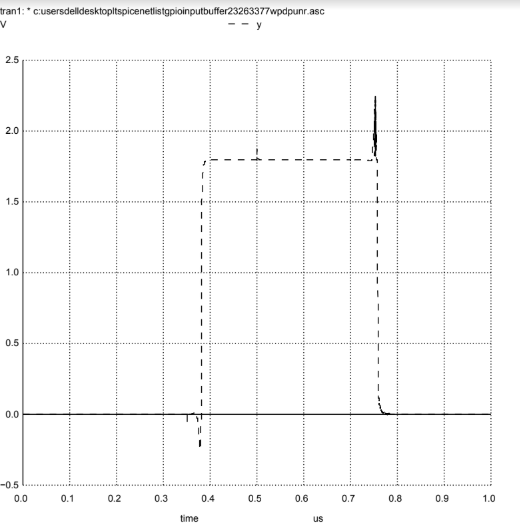 tran1: * c:usersdelldesktopltspicenetlistgpioinputbuffer23263377wpdpunr.asc
V
y
2.5
2.0
1.5
1.0
0.5
0.0
−0.5
0.0 0.1 0.2 0.3 0.4 0.5 0.6 0.7 0.8 0.9 1.0
time us